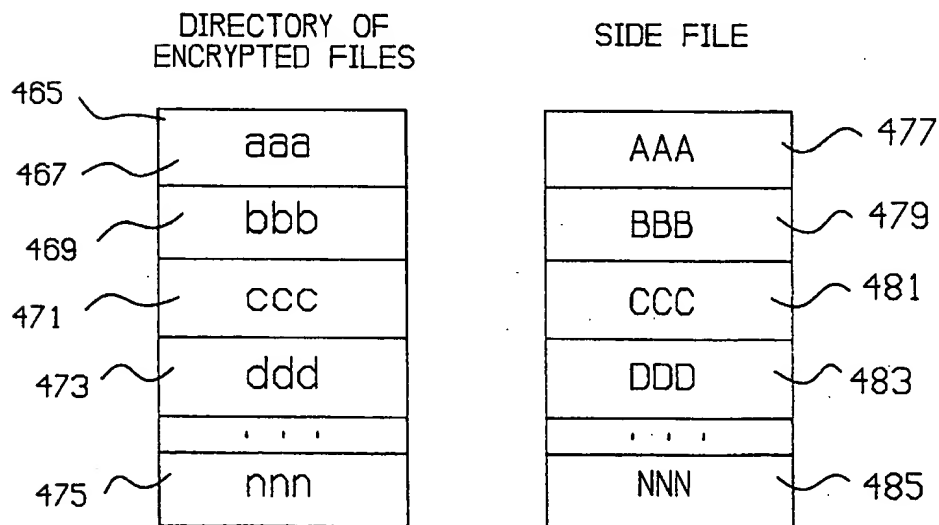 DIRECTORY OF
ENCRYPTED FILES
SIDE FILE
465
aaa
467
bbb
469
ccc
471
ddd
473
' ' '
nnn
475
AAA
477
BBB
479
CCC
481
DDD
483
' ' '
NNN
485